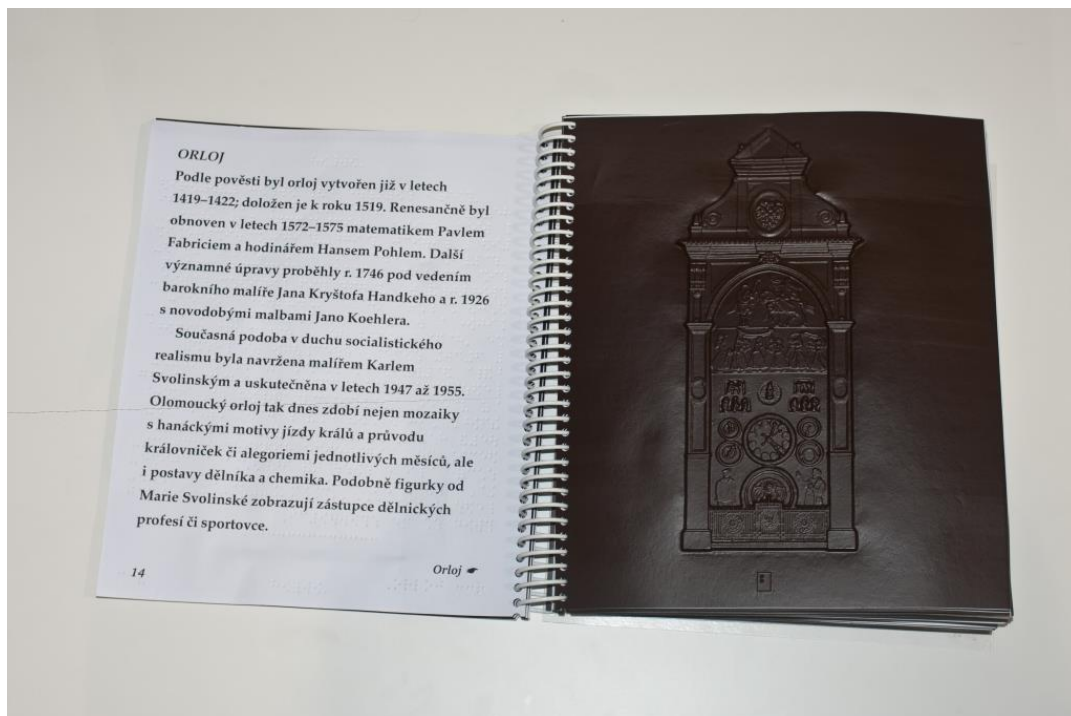 ORLOJ
Podle pověsti byl orloj vytvořen již v letech
1419–1422; doložen je k roku 1519. Renesančně byl
obnoven v letech 1572–1575 matematikem Pavlem
Fabriciem a hodinářem Hansem Pohlem. Další
významné úpravy proběhly r. 1746 pod vedením
barokního malíře Jana Kryštofa Handkeho a r. 1926
s novodobými malbami Jano Koehlera.
Současná podoba v duchu socialistického
realismu byla navržena malířem Karlem
Svolinským a uskutečněna v letech 1947 až 1955.
Olomoucký orloj tak dnes zdobí nejen mozaiky
s hanáckými motivy jízdy králů a průvodu
královniček či alegoriemi jednotlivých měsíců, ale
i postavy dělníka a chemika. Podobně figurky od
Marie Svolinské zobrazují zástupce dělnických
profesí či sportovce.
14
Orloj